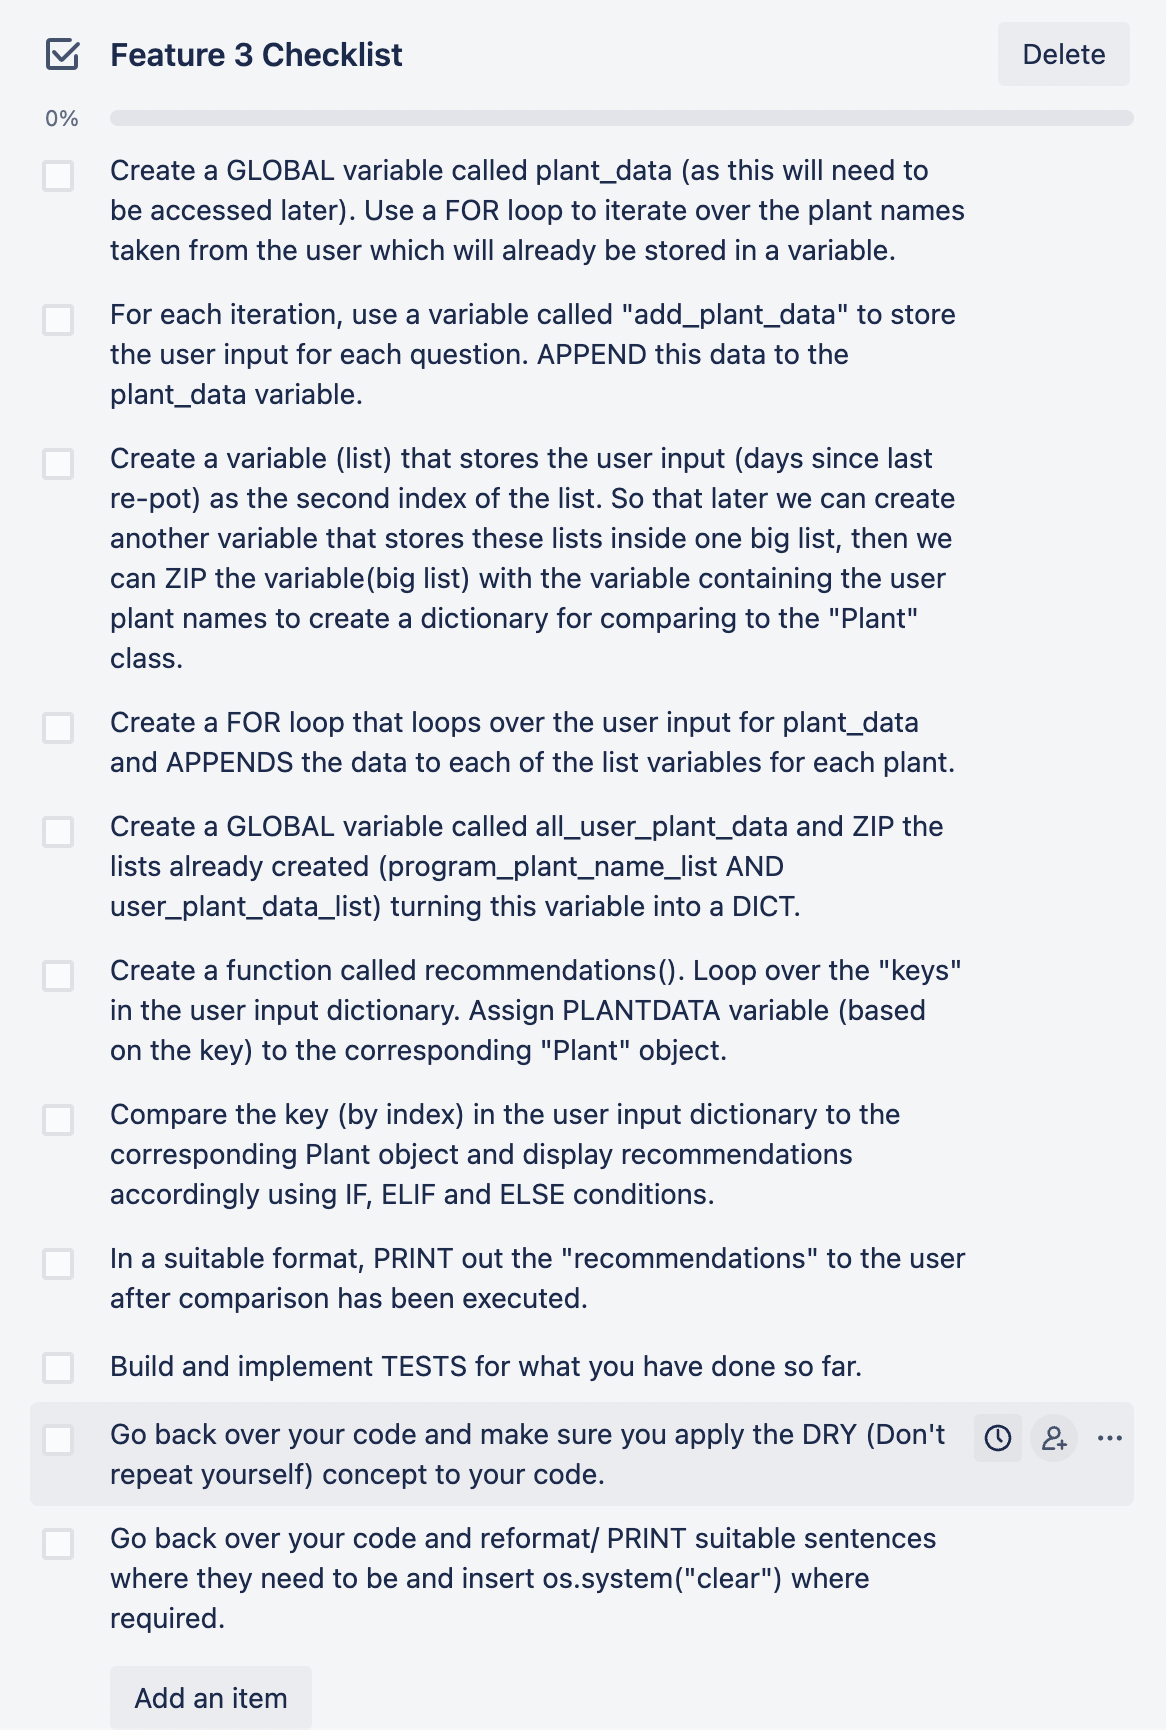 Feature 3 Checklist
Delete
0%
Create a GLOBAL variable called plant_data (as this will need to
be accessed later). Use a FOR loop to iterate over the plant names
taken from the user which will already be stored in a variable.
For each iteration, use a variable called "add_plant_data" to store
the user input for each question. APPEND this data to the
plant_data variable.
Create a variable (list) that stores the user input (days since last
re-pot) as the second index of the list. So that later we can create
another variable that stores these lists inside one big list, then we
can ZIP the variable(big list) with the variable containing the user
plant names to create a dictionary for comparing to the "Plant"
class.
Create a FOR loop that loops over the user input for plant_data
and APPENDS the data to each of the list variables for each plant.
Create a GLOBAL variable called all_user_plant_data and ZIP the
lists already created (program_plant_name_list AND
user_plant_data_list) turning this variable into a DICT.
Create a function called recommendations(). Loop over the "keys"
in the user input dictionary. Assign PLANTDATA variable (based
on the key) to the corresponding "Plant" object.
Compare the key (by index) in the user input dictionary to the
corresponding Plant object and display recommendations
accordingly using IF, ELIF and ELSE conditions.
In a suitable format, PRINT out the "recommendations" to the user
after comparison has been executed.
Build and implement TESTS for what you have done so far.
Go back over your code and make sure you apply the DRY (Don't
repeat yourself) concept to your code.
Go back over your code and reformat/ PRINT suitable sentences
where they need to be and insert os.system("clear") where
required.
Add an item